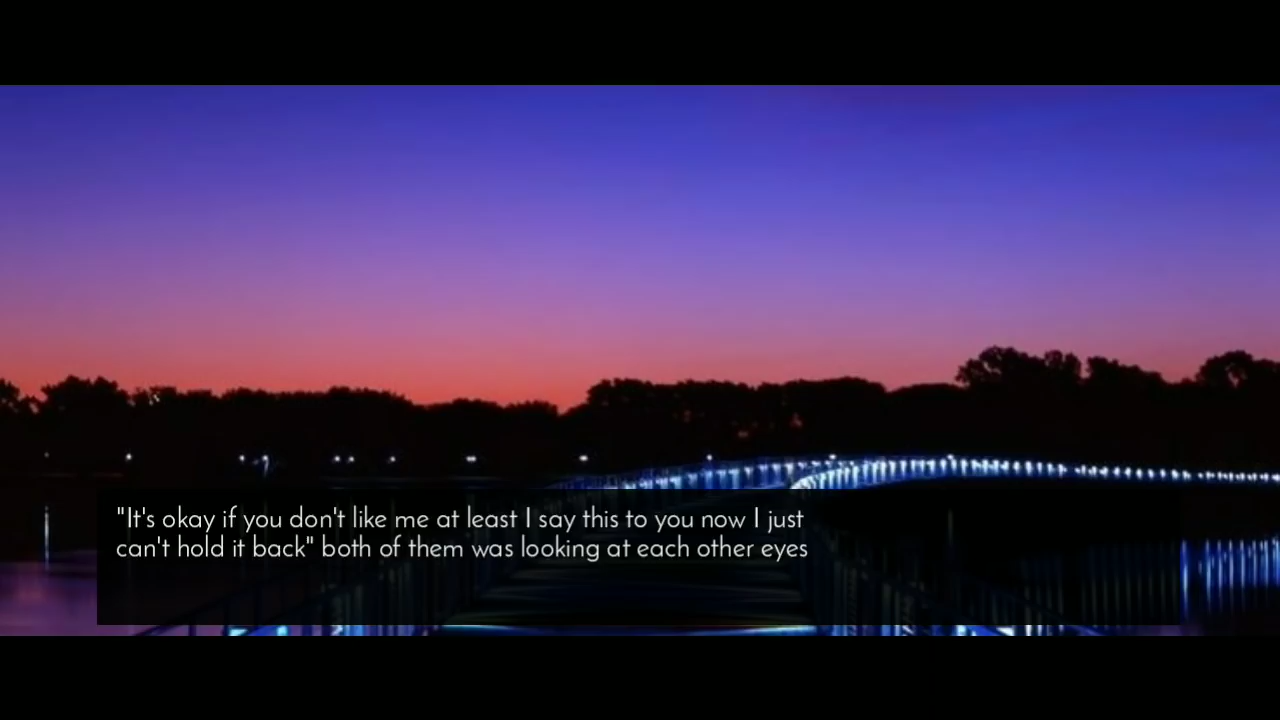 "It's okay if you don't like me at least I say this to you now I just
can't hold it back" both of them was looking at each other eyes